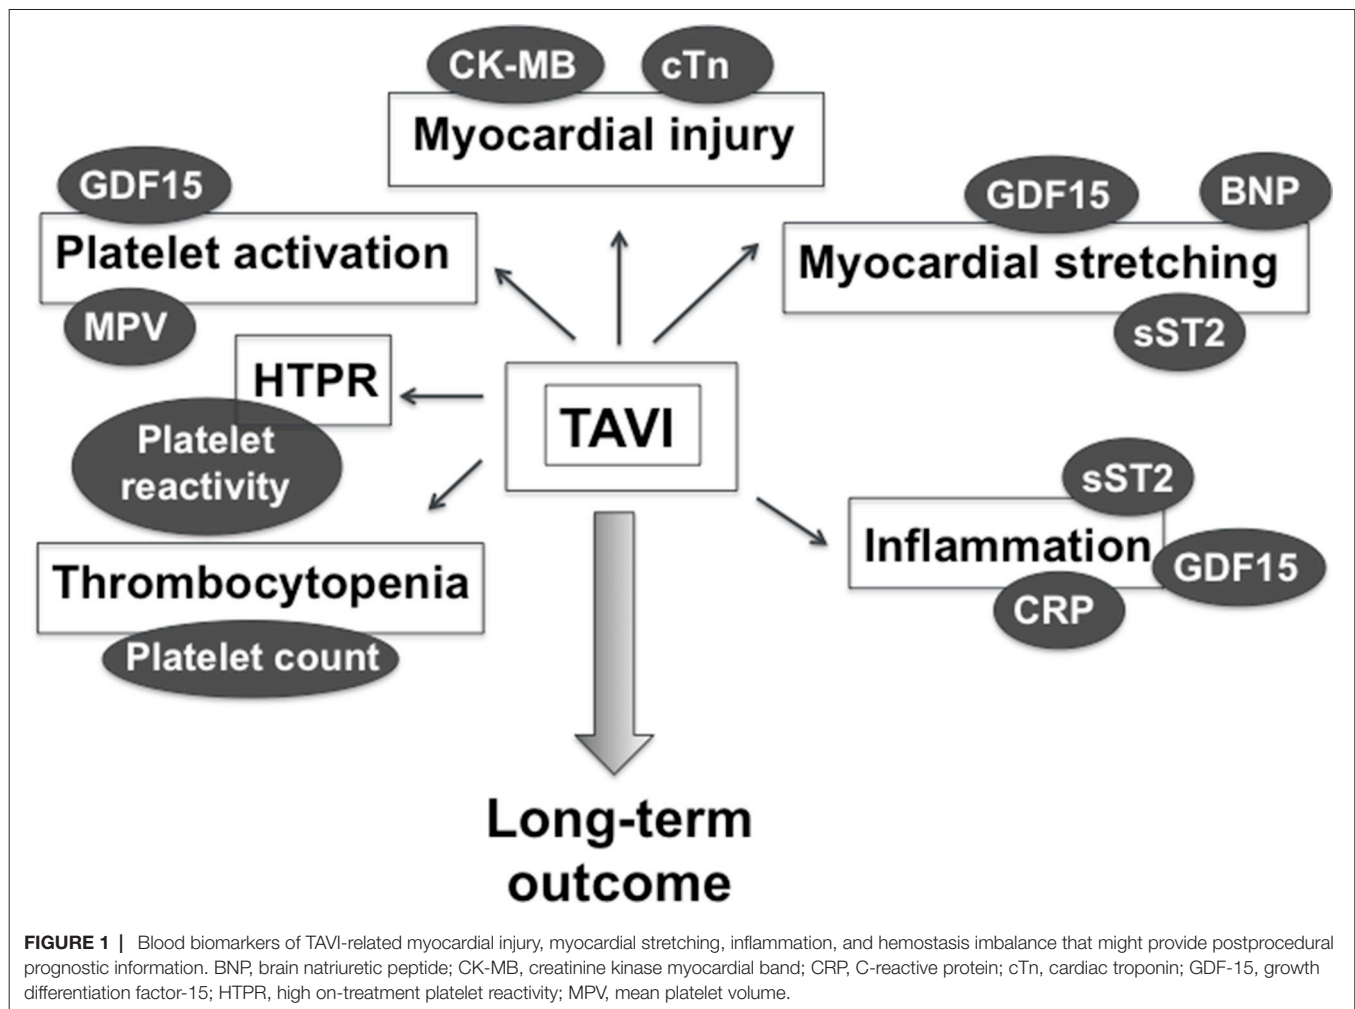 CK-MB
cTn
Myocardial injury
GDF15
Platelet activation
MPV
HTPR
Platelet
reactivity
Thrombocytopenia
Platelet count
GDF15
BNP
Myocardial stretching
sST2
TAVI
sST2
Inflammation
GDF15
CRP
Long-term
outcome
FIGURE 1 | Blood biomarkers of TAVI-related myocardial injury, myocardial stretching, inflammation, and hemostasis imbalance that might provide postprocedural
prognostic information. BNP, brain natriuretic peptide; CK-MB, creatinine kinase myocardial band; CRP, C-reactive protein; cTn, cardiac troponin; GDF-15, growth
differentiation factor-15; HTPR, high on-treatment platelet reactivity; MPV, mean platelet volume.